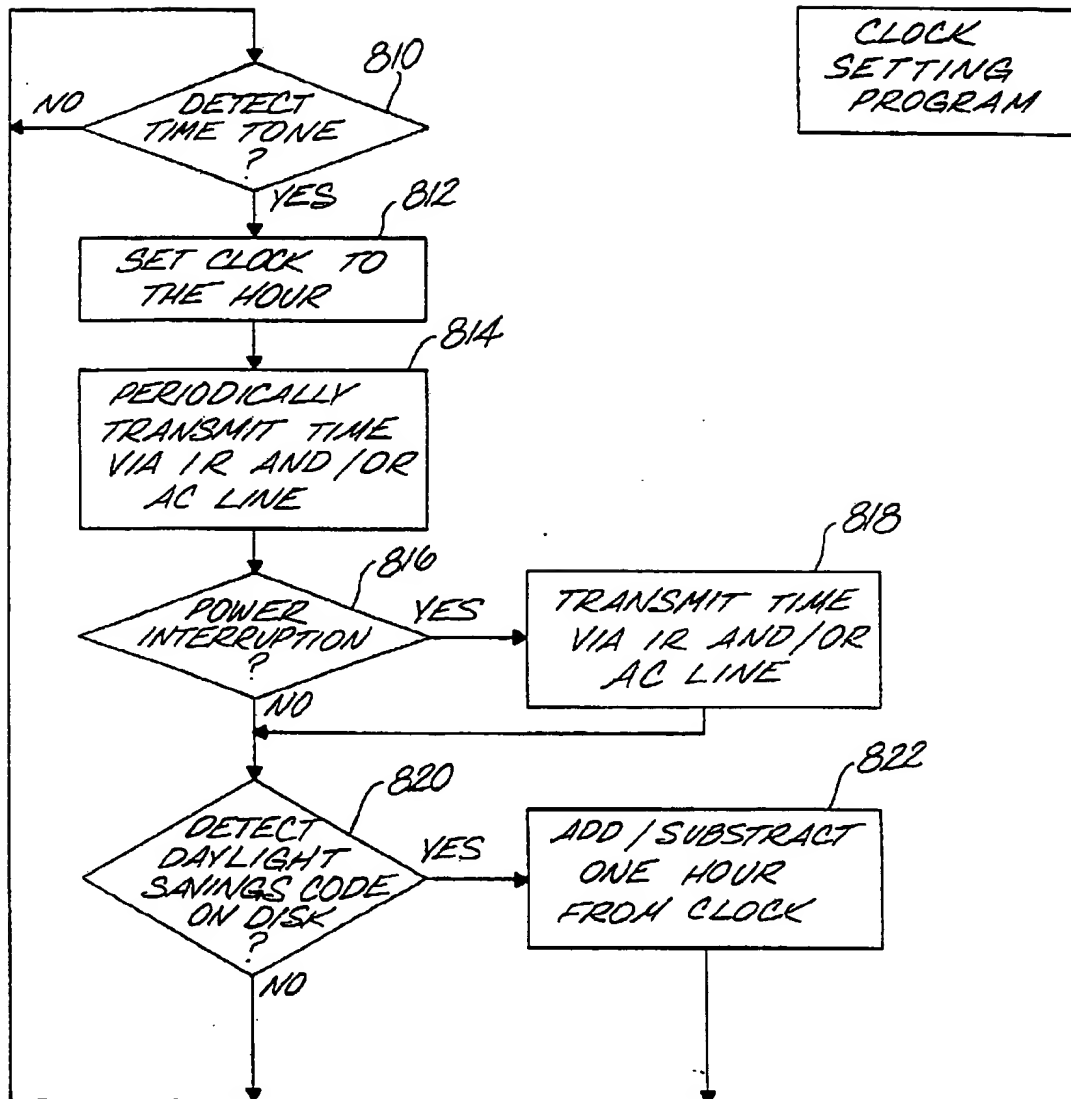 CLOCK
SETTING
PROGRAM
810
DETECT
TIME TONE
?
NO
YES
812
SET CLOCK TO
THE HOUR
814
PERIODICALLY
TRANSMIT TIME
VIA IR AND/OR
AC LINE
816
POWER
INTERRUPTION
?
YES
NO
818
TRANSMIT TIME
VIA IR AND/OR
AC LINE
820
DETECT
DAYLIGHT
SAVINGS CODE
ON DISK
?
YES
NO
822
ADD/SUBSTRACT
ONE HOUR
FROM CLOCK